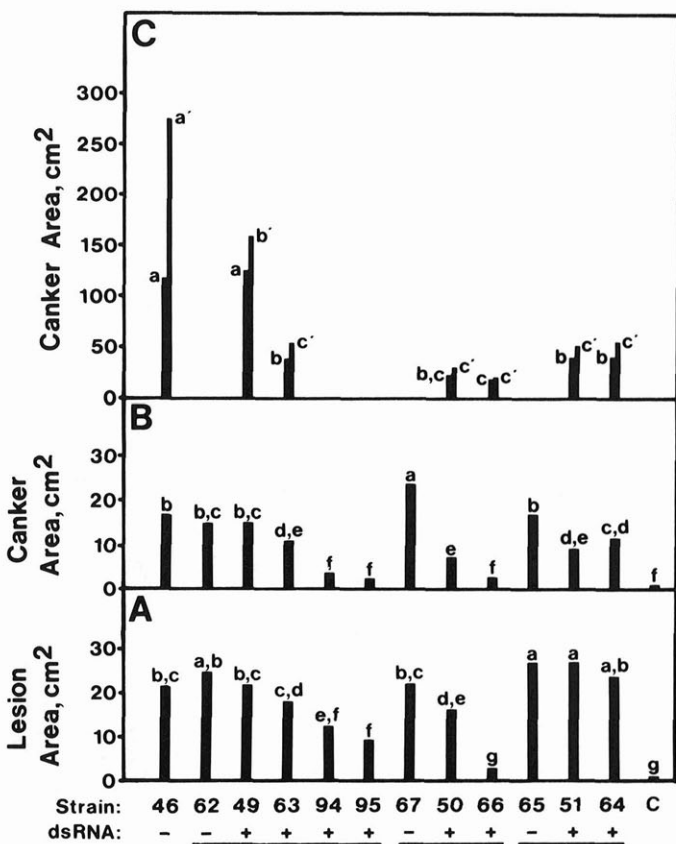 C
Canker Area, cm2
300
250
200
150
100
50
0
a a´
a b´
b c´
b,c c´
c c´
b c´
b c´
B
Canker Area, cm2
30
20
10
0
b b,c b,c d,e f f a e f b d,e c,d f
A
Lesion Area, cm2
30
20
10
0
b,c a,b b,c c,d e,f f b,c d,e g a a a,b g
Strain: 46 62 49 63 94 95 67 50 66 65 51 64 C
dsRNA: – – + + + + – + + – + +